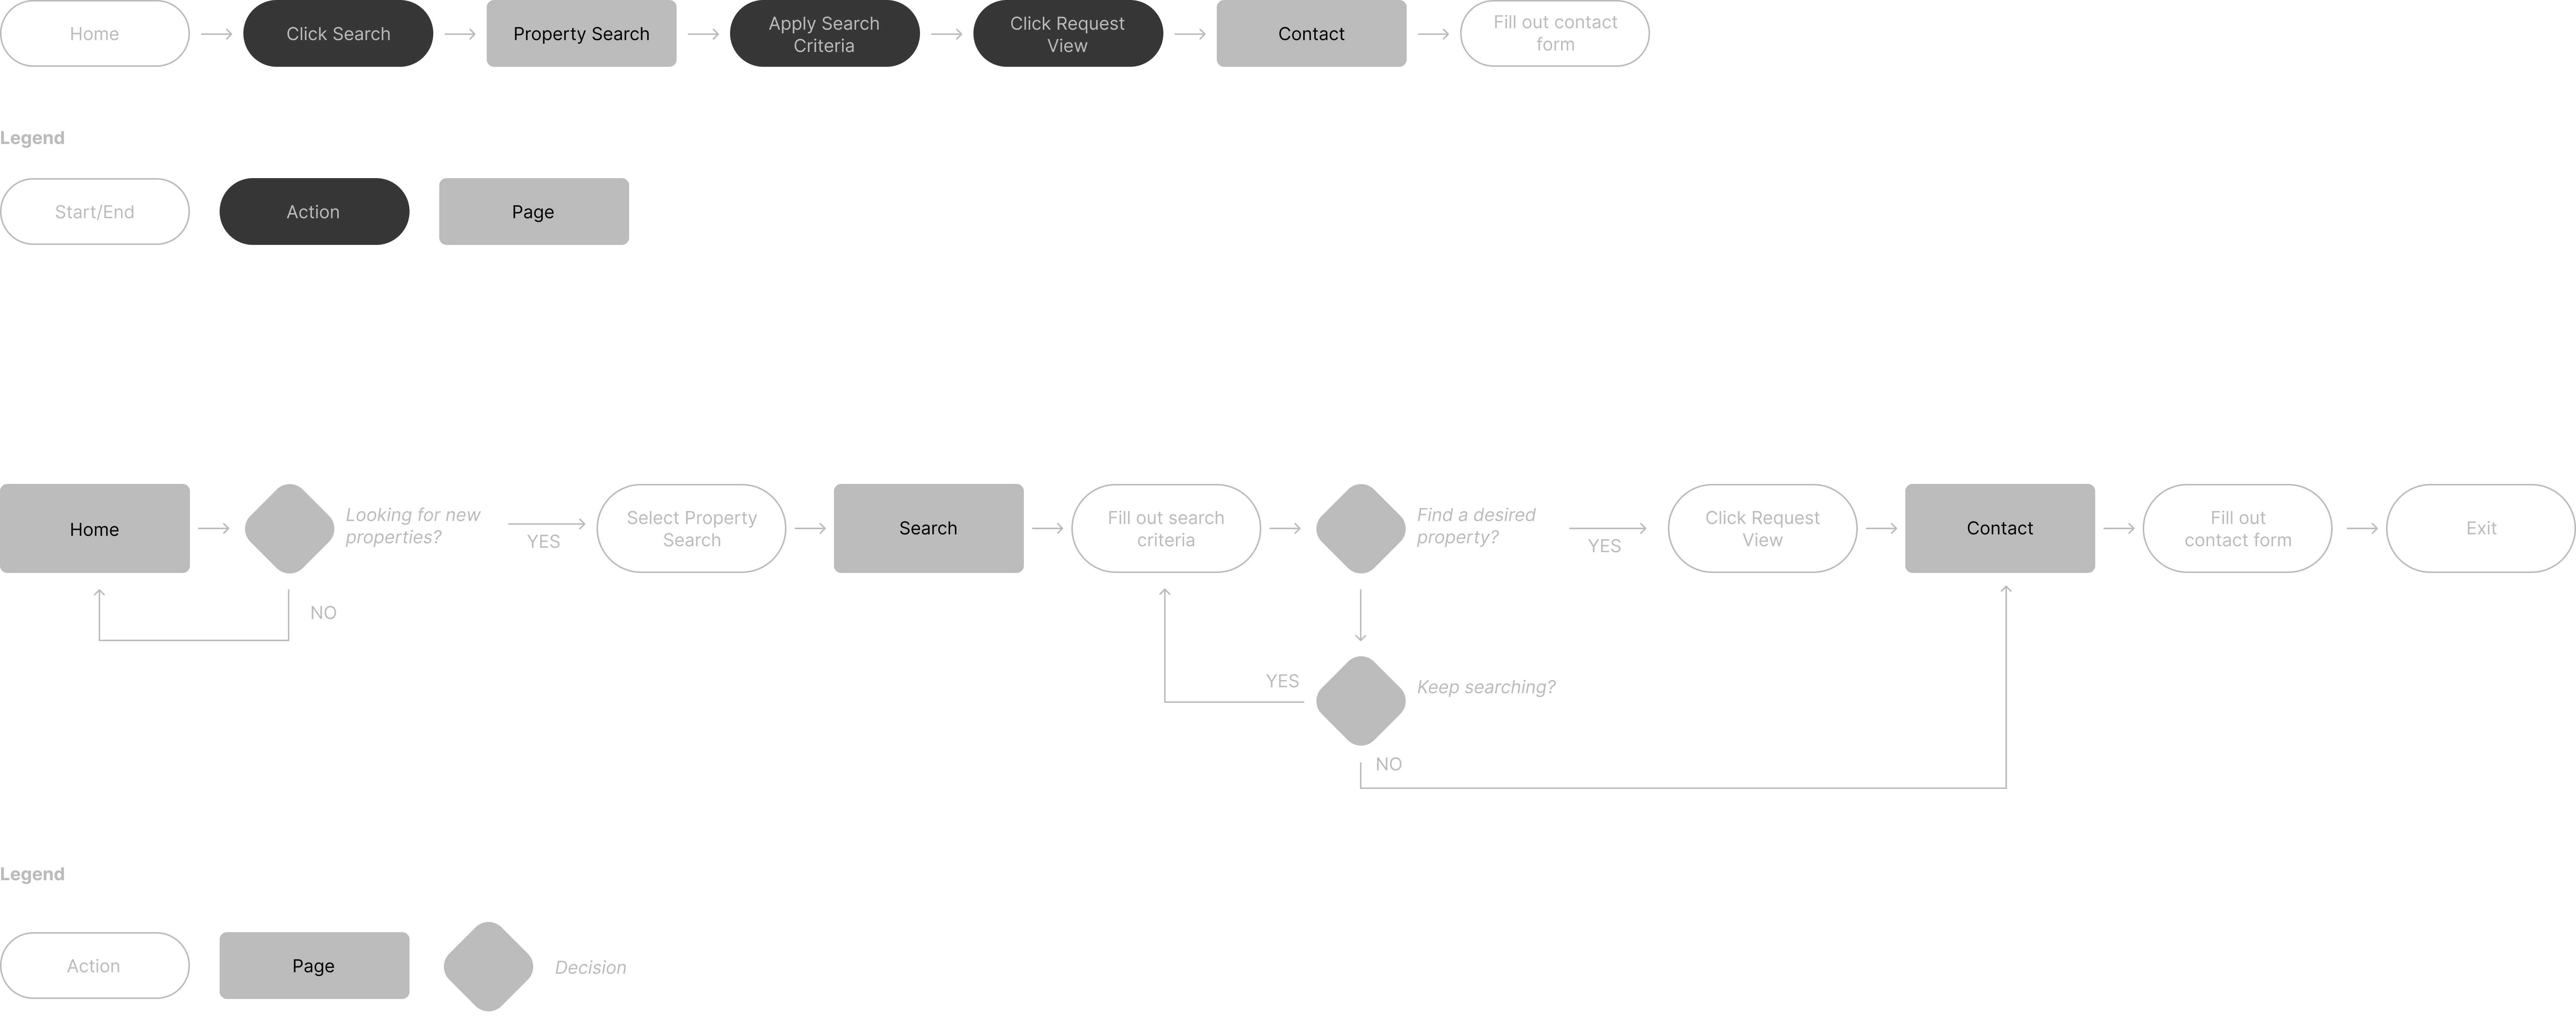 Home
Click Search
Property Search
Apply Search
Criteria
Click Request
View
Contact
Fill out contact
form
Legend
Start/End
Action
Page
Home
Looking for new
properties?
YES
NO
Select Property
Search
Search
Fill out search
criteria
Find a desired
property?
YES
Click Request
View
Contact
Fill out
contact form
Exit
YES
Keep searching?
NO
Legend
Action
Page
Decision